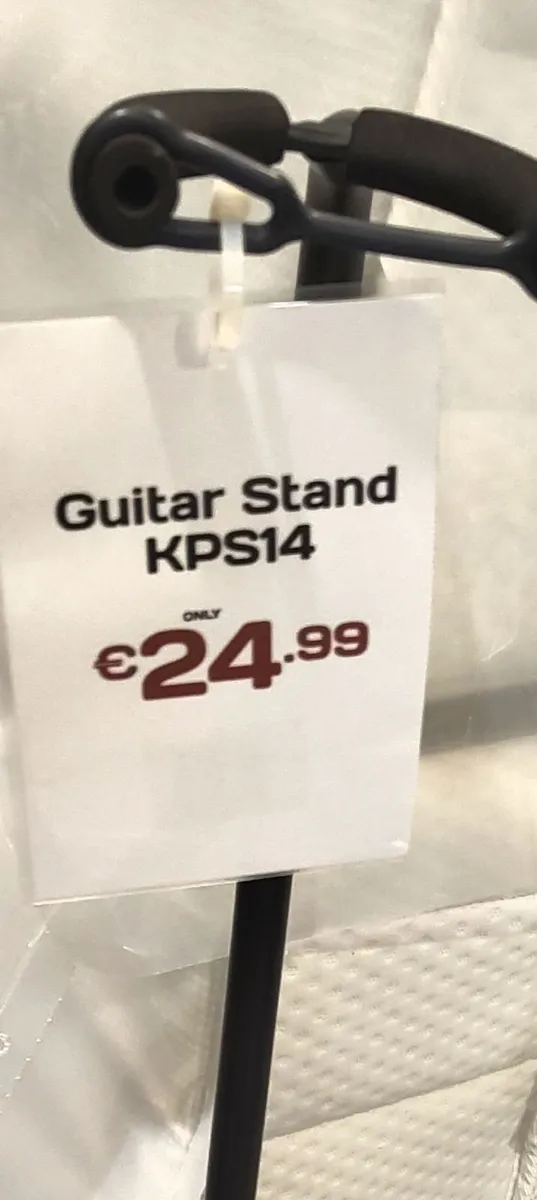 Guitar Stand
KPS14
ONLY
€24.99